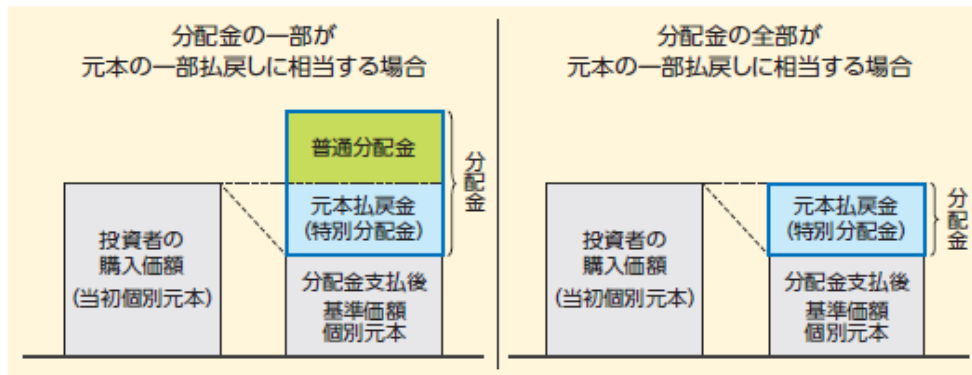 分配金の一部が
元本の一部払戻しに相当する場合
投資者の
購入価額
(当初個別元本)
普通分配金
元本払戻金
(特別分配金)
分配金支払後
基準価額
個別元本
分配金
分配金の全部が
元本の一部払戻しに相当する場合
投資者の
購入価額
(当初個別元本)
元本払戻金
(特別分配金)
分配金支払後
基準価額
個別元本
分配金